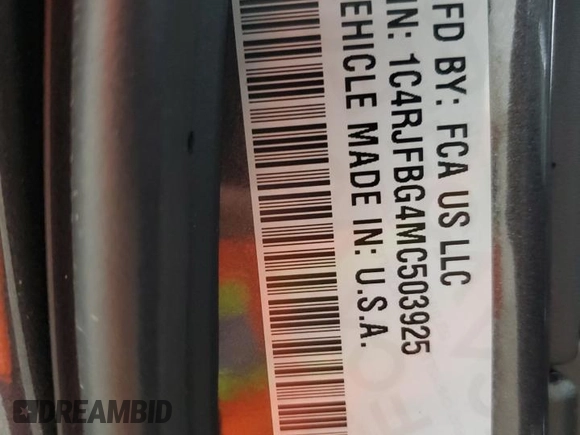 FD BY: FCA US LLC
IN: 1C4RJFBG4MC503925
EHICLE MADE IN: U.S.A.
DREAMBID